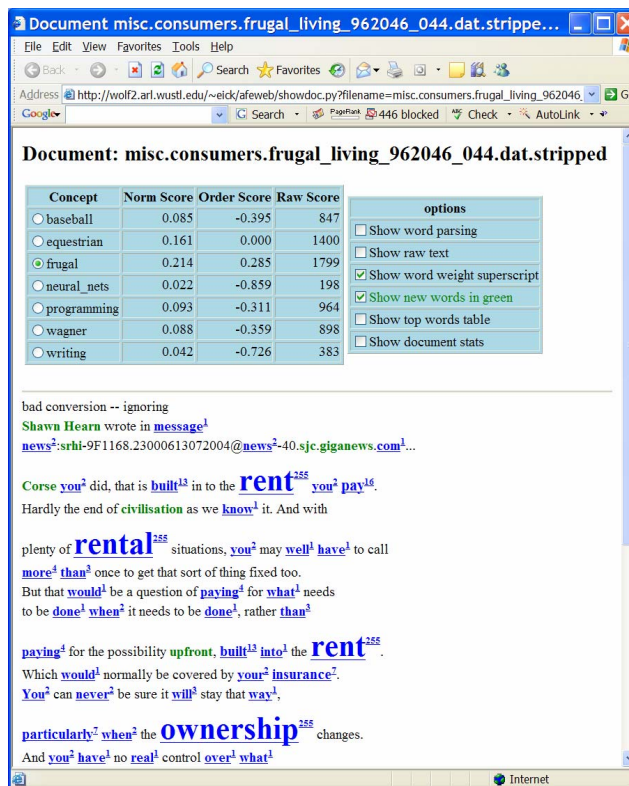 Document misc.consumers.frugal_living_962046_044.dat.strippe...
File Edit View Favorites Tools Help
Back Search Favorites
Address http://wolf2.arl.wustl.edu/~eick/afeweb/showdoc.py?filename=misc.consumers.frugal_living_962046_ G
Google Search PageRank 446 blocked Check AutoLink
Document: misc.consumers.frugal_living_962046_044.dat.stripped
Concept Norm Score Order Score Raw Score
baseball 0.085 -0.395 847
equestrian 0.161 0.000 1400
frugal 0.214 0.285 1799
neural_nets 0.022 -0.859 198
programming 0.093 -0.311 964
wagner 0.088 -0.359 898
writing 0.042 -0.726 383
options
Show word parsing
Show raw text
Show word weight superscript
Show new words in green
Show top words table
Show document stats
bad conversion -- ignoring
Shawn Hearn wrote in message1
news2:srhi-9F1168.23000613072004@news2-40.sjc.giganews.com1...
Corse you2 did, that is built13 in to the rent255 you2 pay16.
Hardly the end of civilisation as we know1 it. And with
plenty of rental255 situations, you2 may well1 have1 to call
more4 than3 once to get that sort of thing fixed too.
But that would1 be a question of paying4 for what1 needs
to be done1 when2 it needs to be done1, rather than3
paying4 for the possibility upfront, built13 into1 the rent255.
Which would1 normally be covered by your2 insurance7.
You2 can never2 be sure it will3 stay that way1,
particularly7 when2 the ownership255 changes.
And you2 have1 no real1 control over1 what1
Internet